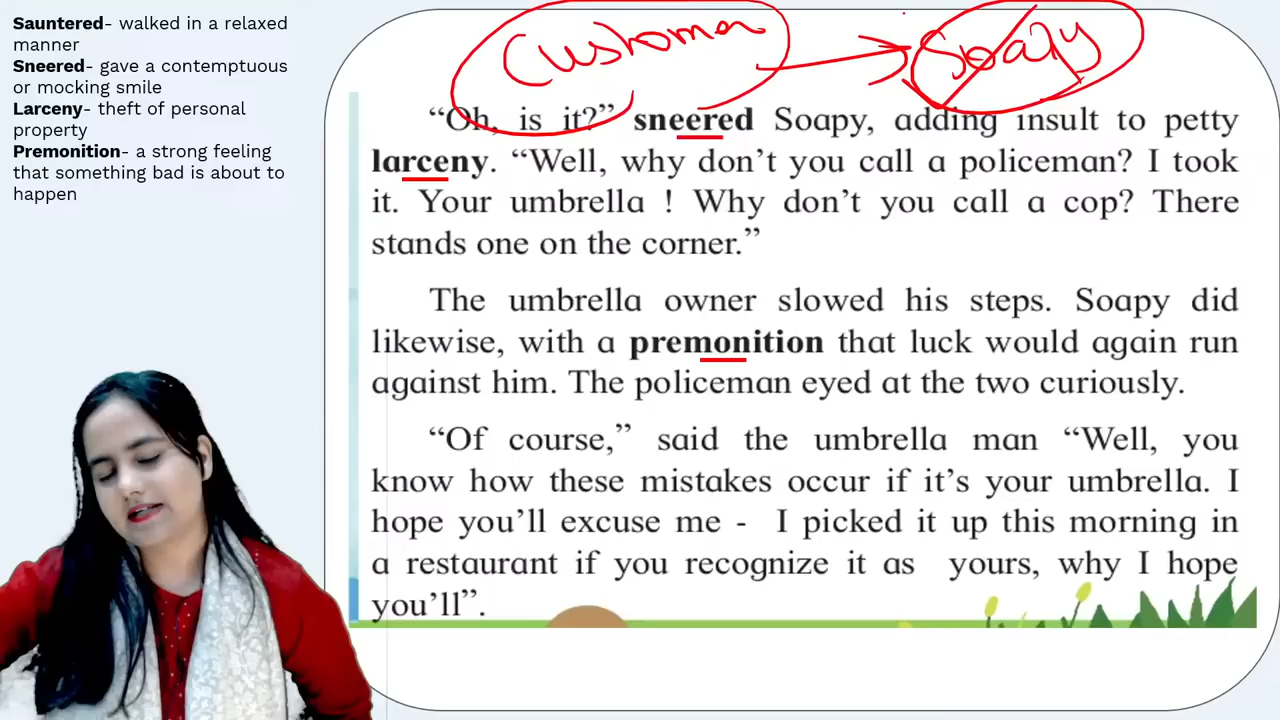 Sauntered- walked in a relaxed
manner
Sneered- gave a contemptuous
or mocking smile
Larceny- theft of personal
property
Premonition- a strong feeling
that something bad is about to
happen
Customer
Soapy
“Oh, is it?” sneered Soapy, adding insult to petty
larceny. “Well, why don’t you call a policeman? I took
it. Your umbrella ! Why don’t you call a cop? There
stands one on the corner.”
The umbrella owner slowed his steps. Soapy did
likewise, with a premonition that luck would again run
against him. The policeman eyed at the two curiously.
“Of course,” said the umbrella man “Well, you
know how these mistakes occur if it’s your umbrella. I
hope you’ll excuse me - I picked it up this morning in
a restaurant if you recognize it as yours, why I hope
you’ll”.